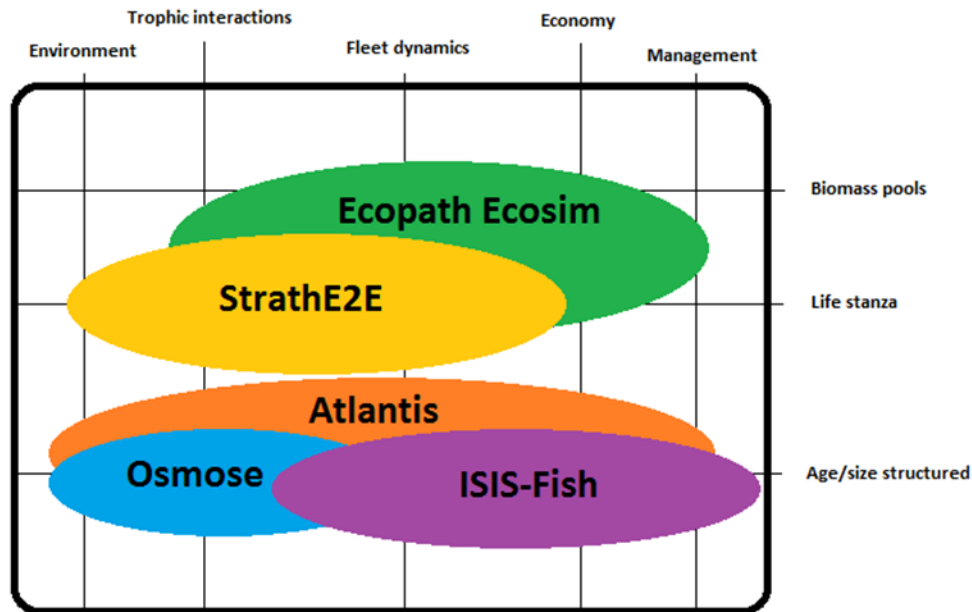 Trophic interactions
Economy
Environment
Fleet dynamics
Management
Biomass pools
Ecopath Ecosim
StrathE2E
Life stanza
Atlantis
Osmose
ISIS-Fish
Age/size structured